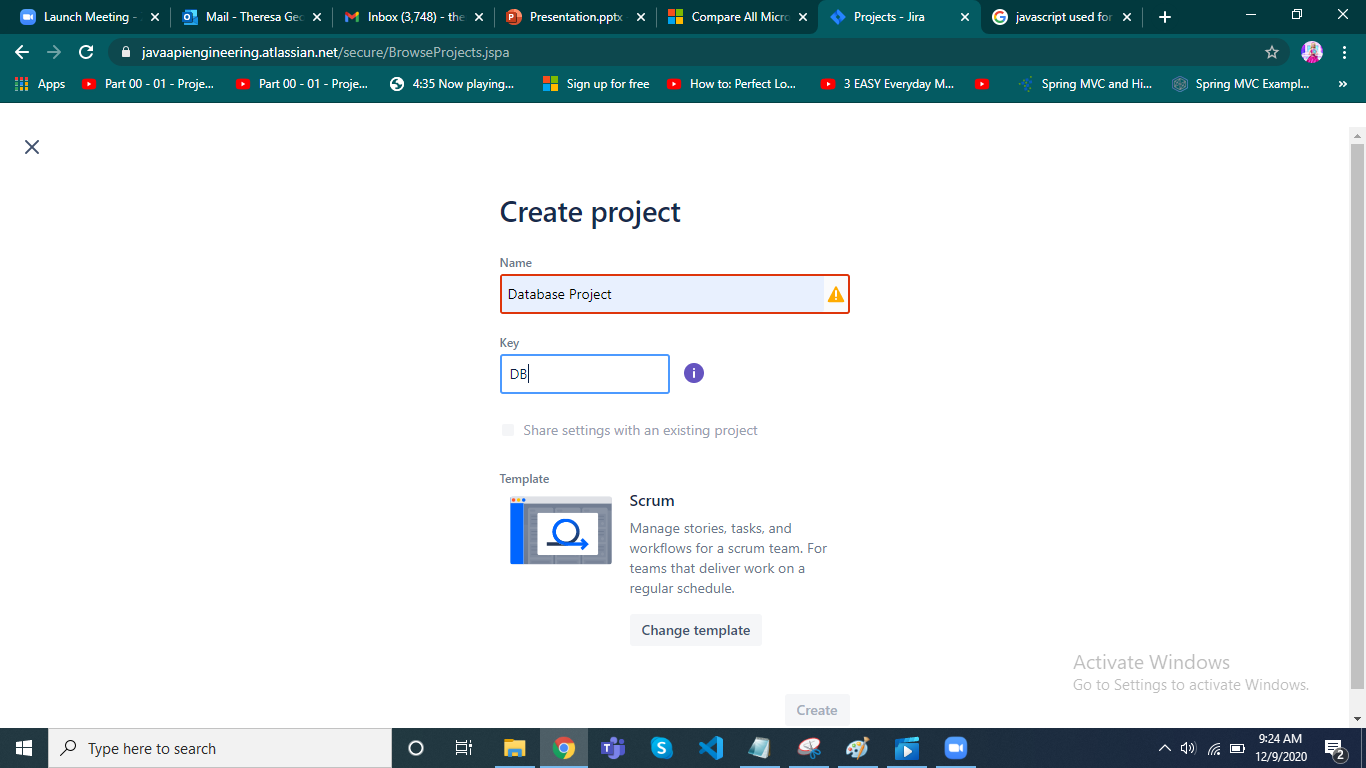 Launch Meeting - 
Mail - Theresa Geo
Inbox (3,748) - the
Presentation.pptx
Compare All Micro
Projects - Jira
javascript used for
javaapiengineering.atlassian.net/secure/BrowseProjects.jspa
Apps
Part 00 - 01 - Proje...
Part 00 - 01 - Proje...
4:35 Now playing...
Sign up for free
How to: Perfect Lo...
3 EASY Everyday M...
Spring MVC and Hi...
Spring MVC Exampl...
»
Create project
Name
Database Project
Key
DB
i
Share settings with an existing project
Template
Scrum
Manage stories, tasks, and
workflows for a scrum team. For
teams that deliver work on a
regular schedule.
Change template
Create
Activate Windows
Go to Settings to activate Windows.
Type here to search
9:24 AM
12/9/2020
2